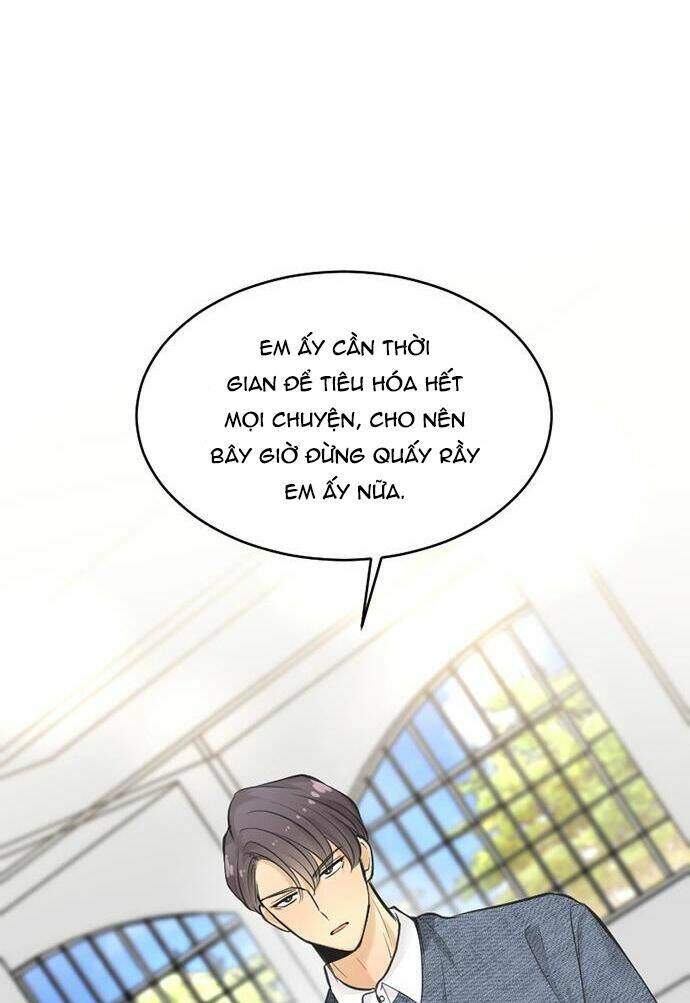 EM ẤY CẦN THỜI
GIAN ĐỂ TIÊU HÓA HẾT
MỌI CHUYỆN, CHO NÊN
BÂY GIỜ ĐỪNG QUẤY RẦY
EM ẤY NỮA.